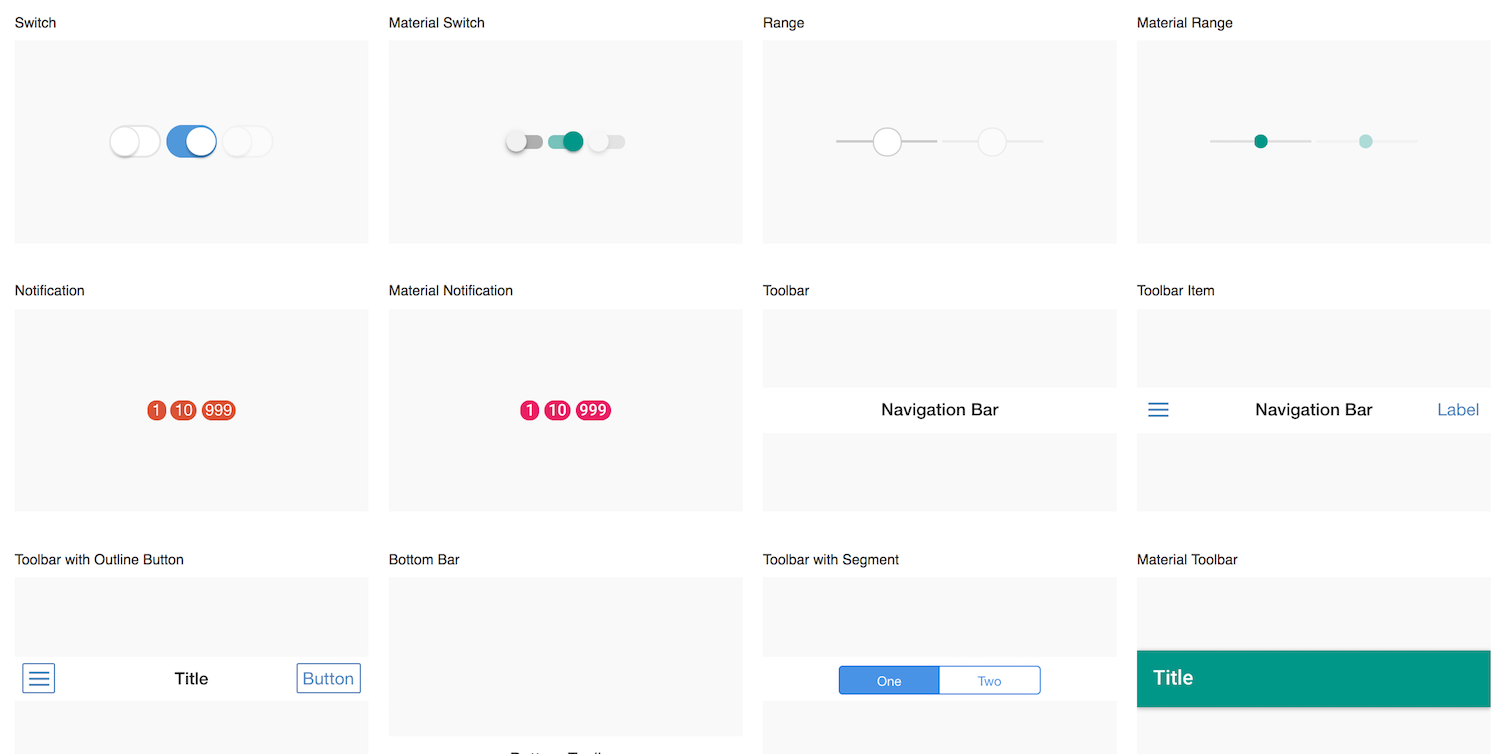 Switch
Material Switch
Range
Material Range
Notification
Material Notification
Toolbar
Toolbar Item
1 10 999
1 10 999
Navigation Bar
Navigation Bar
Label
Toolbar with Outline Button
Bottom Bar
Toolbar with Segment
Material Toolbar
Title
Button
One
Two
Title